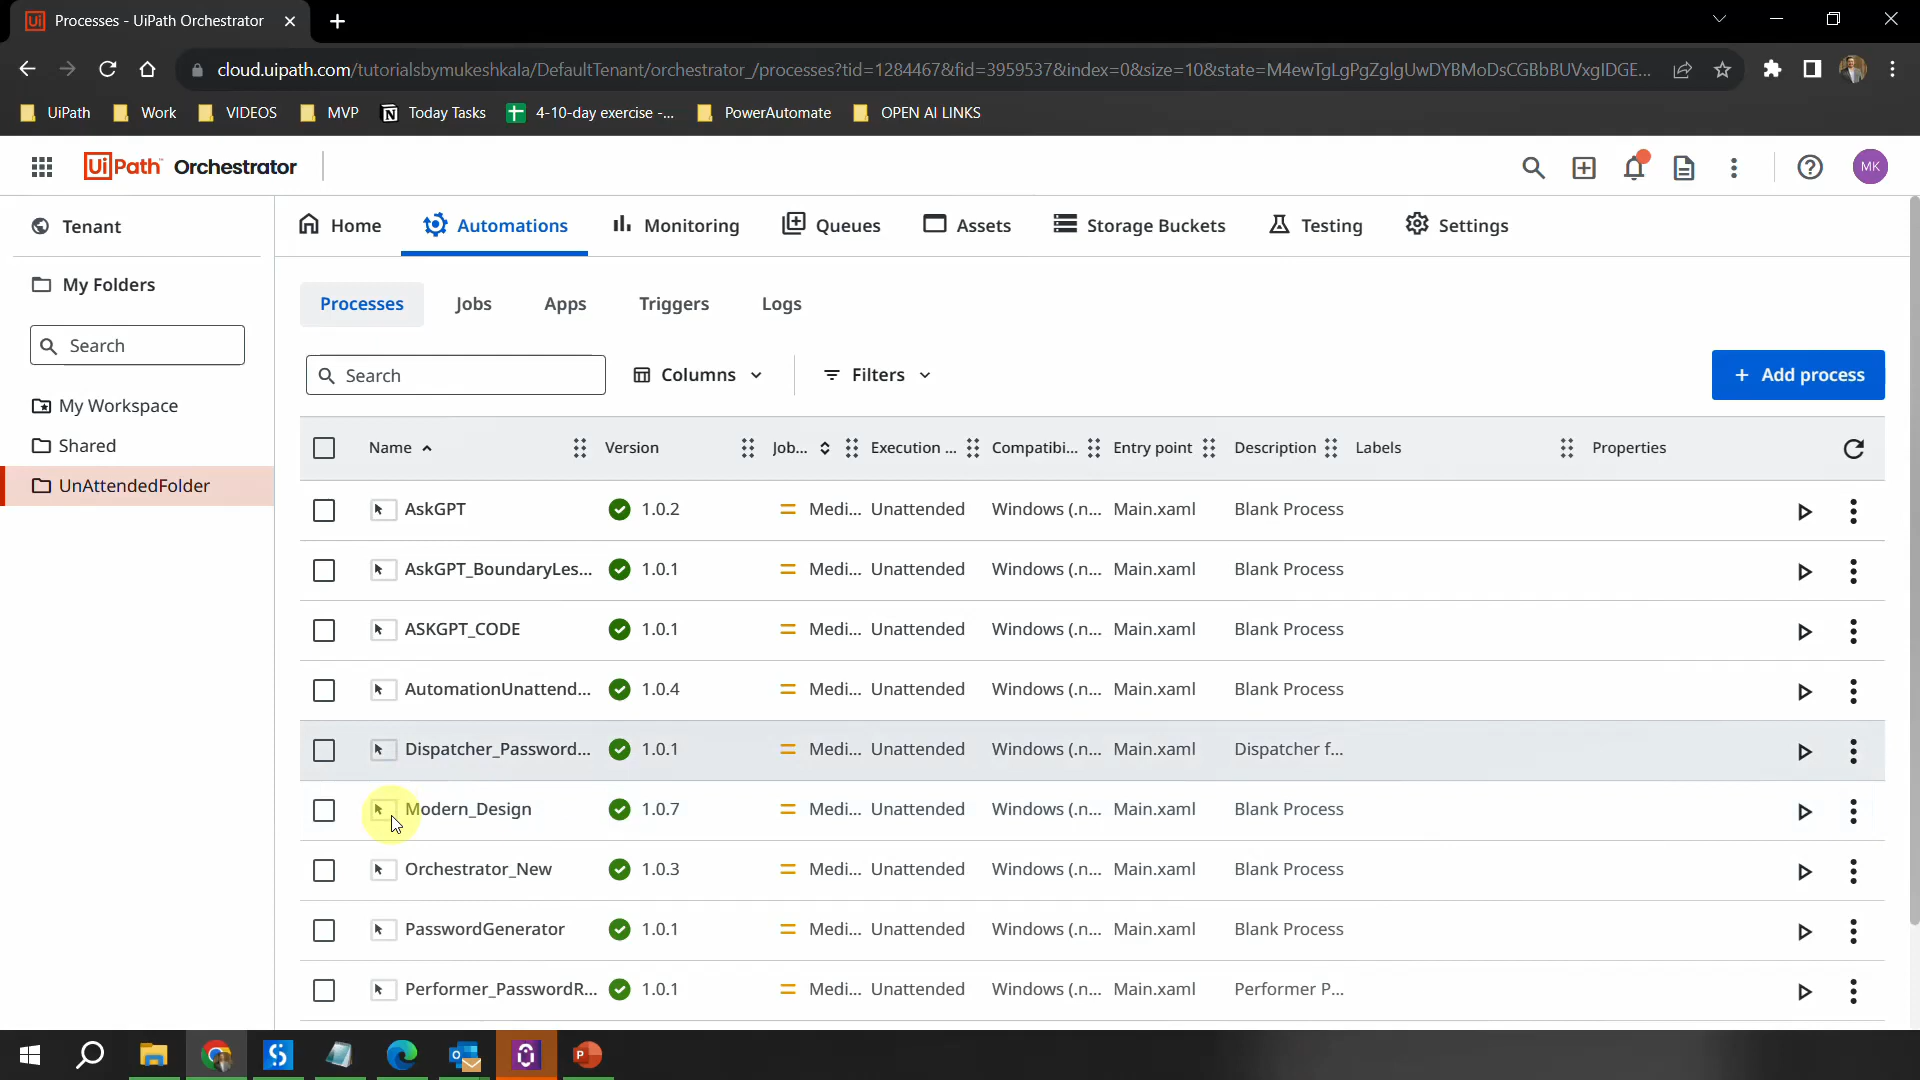 Processes - UiPath Orchestrator
cloud.uipath.com/tutorialsbymukeshkala/DefaultTenant/orchestrator_/processes?tid=1284467&fid=3959537&index=0&size=10&state=M4ewTgLgPgZglgUwDYBMoDsCGBbBUVxgIDGE...
UiPath Work VIDEOS MVP Today Tasks 4-10-day exercise -... PowerAutomate OPEN AI LINKS
UiPath Orchestrator MK
Tenant
My Folders
Search
My Workspace
Shared
UnAttendedFolder
Home Automations Monitoring Queues Assets Storage Buckets Testing Settings
Processes Jobs Apps Triggers Logs
Search Columns Filters + Add process
Name Version Job... Execution ... Compatibi... Entry point Description Labels Properties
AskGPT 1.0.2 Medi... Unattended Windows (.n... Main.xaml Blank Process
AskGPT_BoundaryLes... 1.0.1 Medi... Unattended Windows (.n... Main.xaml Blank Process
ASKGPT_CODE 1.0.1 Medi... Unattended Windows (.n... Main.xaml Blank Process
AutomationUnattend... 1.0.4 Medi... Unattended Windows (.n... Main.xaml Blank Process
Dispatcher_Password... 1.0.1 Medi... Unattended Windows (.n... Main.xaml Dispatcher f...
Modern_Design 1.0.7 Medi... Unattended Windows (.n... Main.xaml Blank Process
Orchestrator_New 1.0.3 Medi... Unattended Windows (.n... Main.xaml Blank Process
PasswordGenerator 1.0.1 Medi... Unattended Windows (.n... Main.xaml Blank Process
Performer_PasswordR... 1.0.1 Medi... Unattended Windows (.n... Main.xaml Performer P...